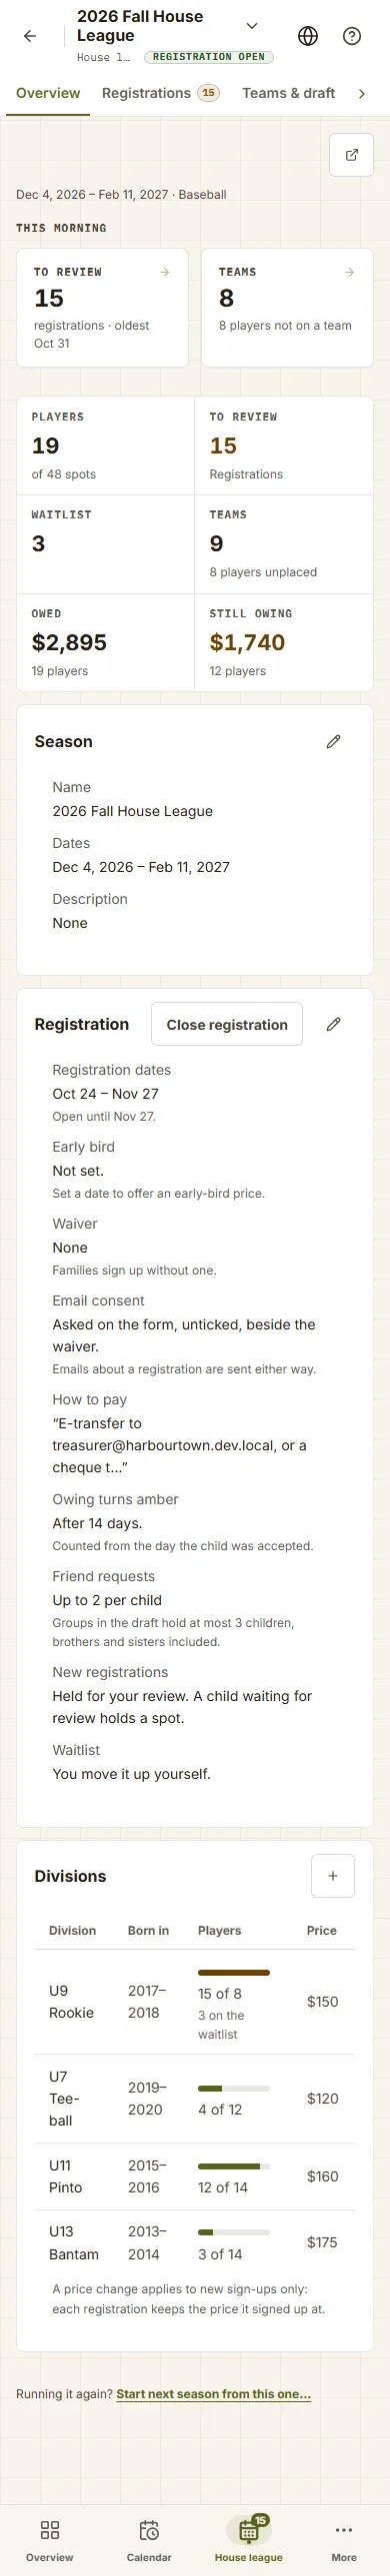 2026 Fall House
League
House l… REGISTRATION OPEN
Overview Registrations 15 Teams & draft
Dec 4, 2026 – Feb 11, 2027 · Baseball
THIS MORNING
TO REVIEW
15
registrations · oldest
Oct 31
TEAMS
8
8 players not on a team
PLAYERS
19
of 48 spots
TO REVIEW
15
Registrations
WAITLIST
3
TEAMS
9
8 players unplaced
OWED
$2,895
19 players
STILL OWING
$1,740
12 players
Season
Name
2026 Fall House League
Dates
Dec 4, 2026 – Feb 11, 2027
Description
None
Registration Close registration
Registration dates
Oct 24 – Nov 27
Open until Nov 27.
Early bird
Not set.
Set a date to offer an early-bird price.
Waiver
None
Families sign up without one.
Email consent
Asked on the form, unticked, beside the
waiver.
Emails about a registration are sent either way.
How to pay
“E-transfer to
treasurer@harbourtown.dev.local, or a
cheque t…”
Owing turns amber
After 14 days.
Counted from the day the child was accepted.
Friend requests
Up to 2 per child
Groups in the draft hold at most 3 children,
brothers and sisters included.
New registrations
Held for your review. A child waiting for
review holds a spot.
Waitlist
You move it up yourself.
Divisions
Division Born in Players Price
U9
Rookie
2017–
2018
15 of 8
3 on the
waitlist
$150
U7
Tee-
ball
2019–
2020
4 of 12
$120
U11
Pinto
2015–
2016
12 of 14
$160
U13
Bantam
2013–
2014
3 of 14
$175
A price change applies to new sign-ups only:
each registration keeps the price it signed up at.
Running it again? Start next season from this one…
15
Overview Calendar House league More